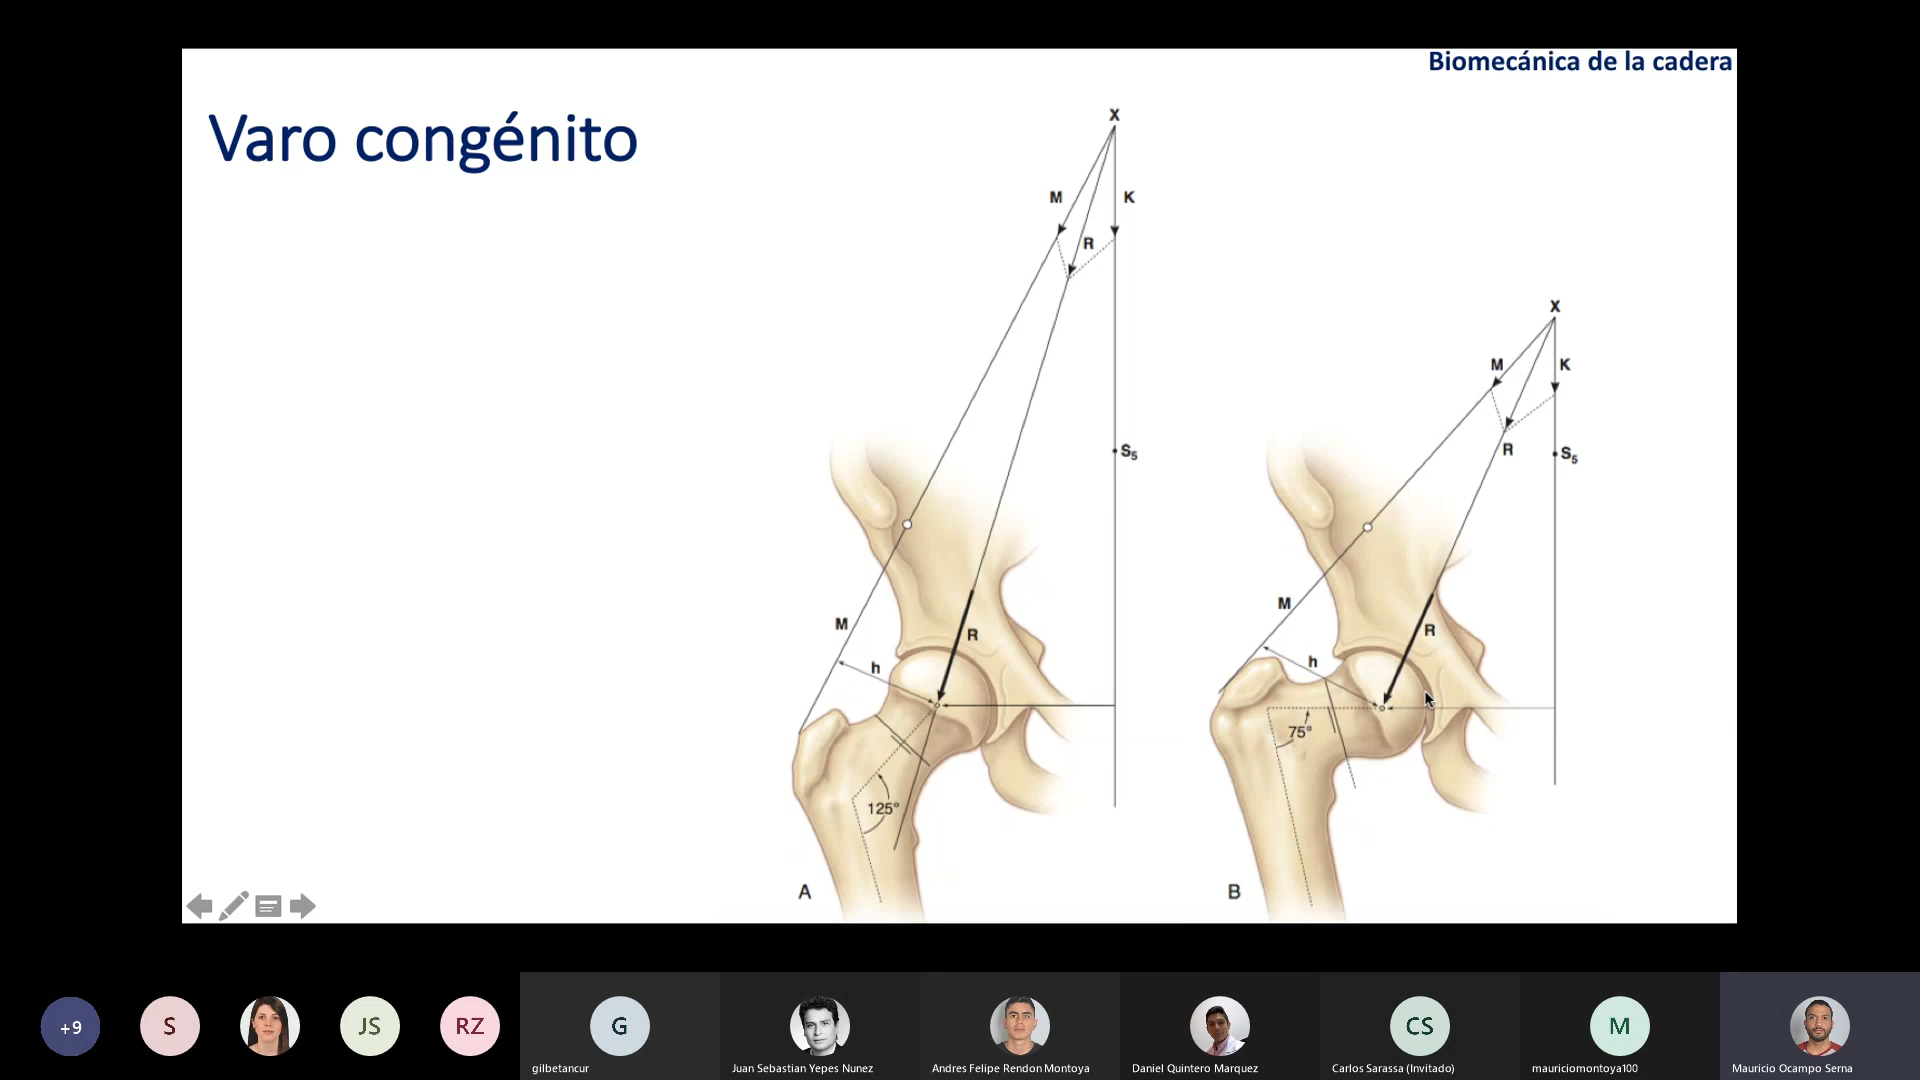 Biomecánica de la cadera
Varo congénito
X
M
K
R
S5
M
R
h
125°
A
X
M
K
R
S5
M
R
h
75°
B
+9
S
JS
RZ
G
CS
M
gilbetancur
Juan Sebastian Yepes Nunez
Andres Felipe Rendon Montoya
Daniel Quintero Marquez
Carlos Sarassa (Invitado)
mauriciomontoya100
Mauricio Ocampo Serna